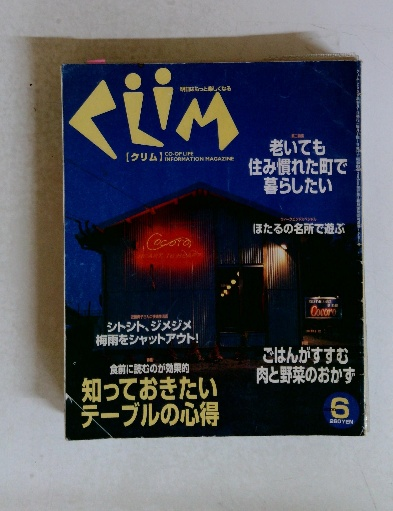 CLiM
【クリム】
CO-OP LIFE
INFORMATION MAGAZINE
老いても
住み慣れた町で
暮らしたい
ほたるの名所で遊ぶ
Cocoro
Cocoro
シトシト、ジメジメ
梅雨をシャットアウト!
ごはんがすすむ
肉と野菜のおかず
食前に読むのが効果的
知っておきたい
テーブルの心得
6
280YEN